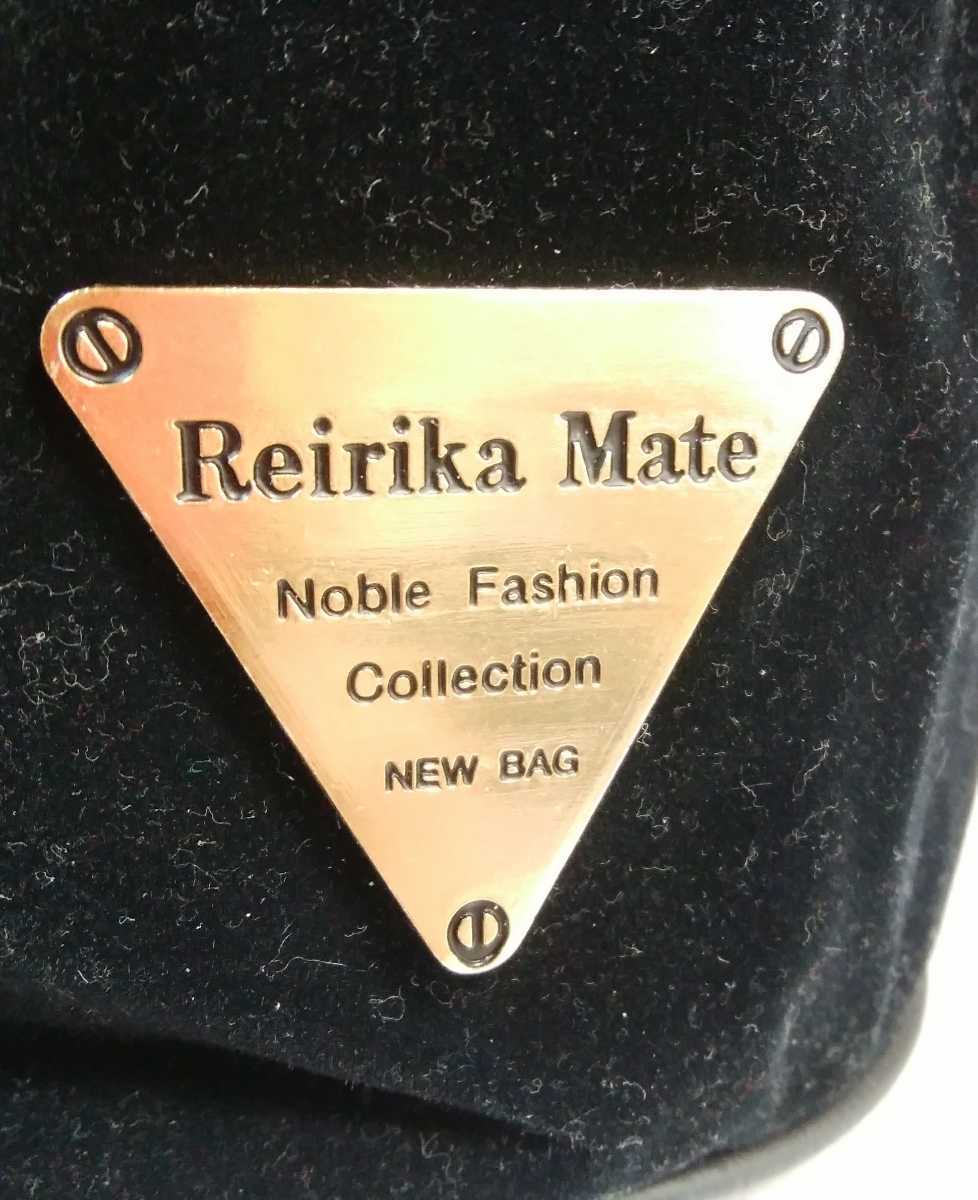 Reirika Mate
Noble Fashion
Collection
NEW BAG